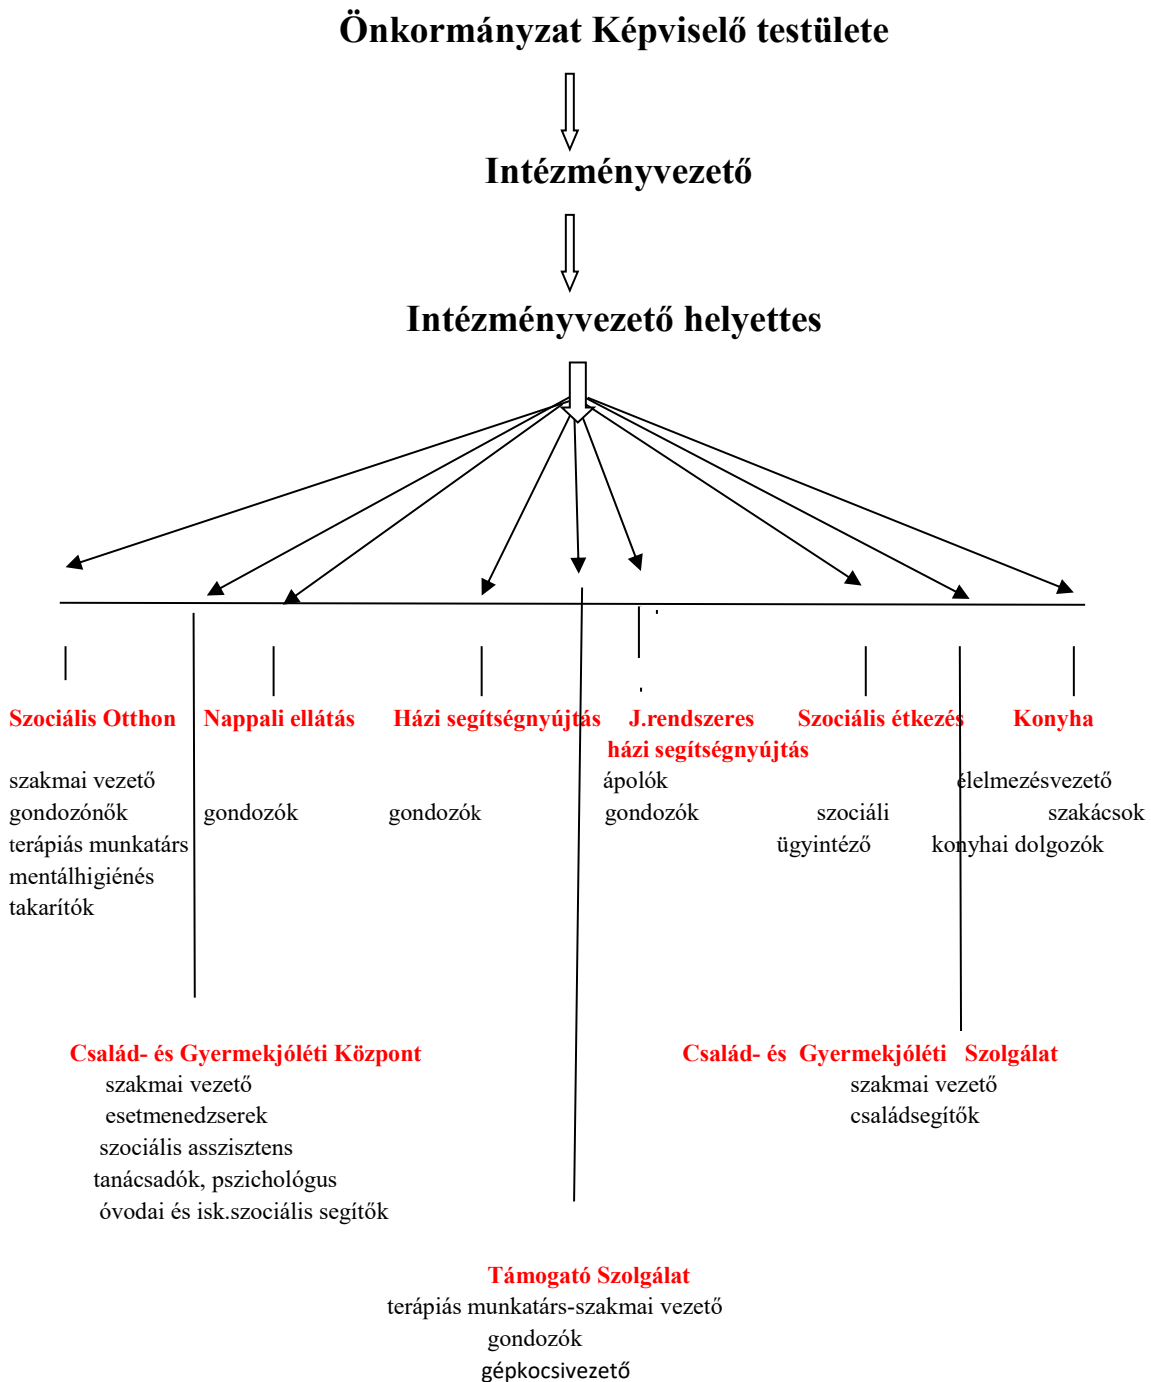 Önkormányzat Képviselő testülete
Intézményvezető
Intézményvezető helyettes
Szociális Otthon Nappali ellátás Házi segítségnyújtás J.rendszeres Szociális étkezés Konyha
házi segítségnyújtás
szakmai vezető ápolók élelmezésvezető
gondozónők gondozók gondozók gondozók szociáli szakácsok
terápiás munkatárs ügyintéző konyhai dolgozók
mentálhigiénés
takarítók
Család- és Gyermekjóléti Központ Család- és Gyermekjóléti Szolgálat
szakmai vezető szakmai vezető
esetmenedzserek családsegítők
szociális asszisztens
tanácsadók, pszichológus
óvodai és isk.szociális segítők
Támogató Szolgálat
terápiás munkatárs-szakmai vezető
gondozók
gépkocsivezető